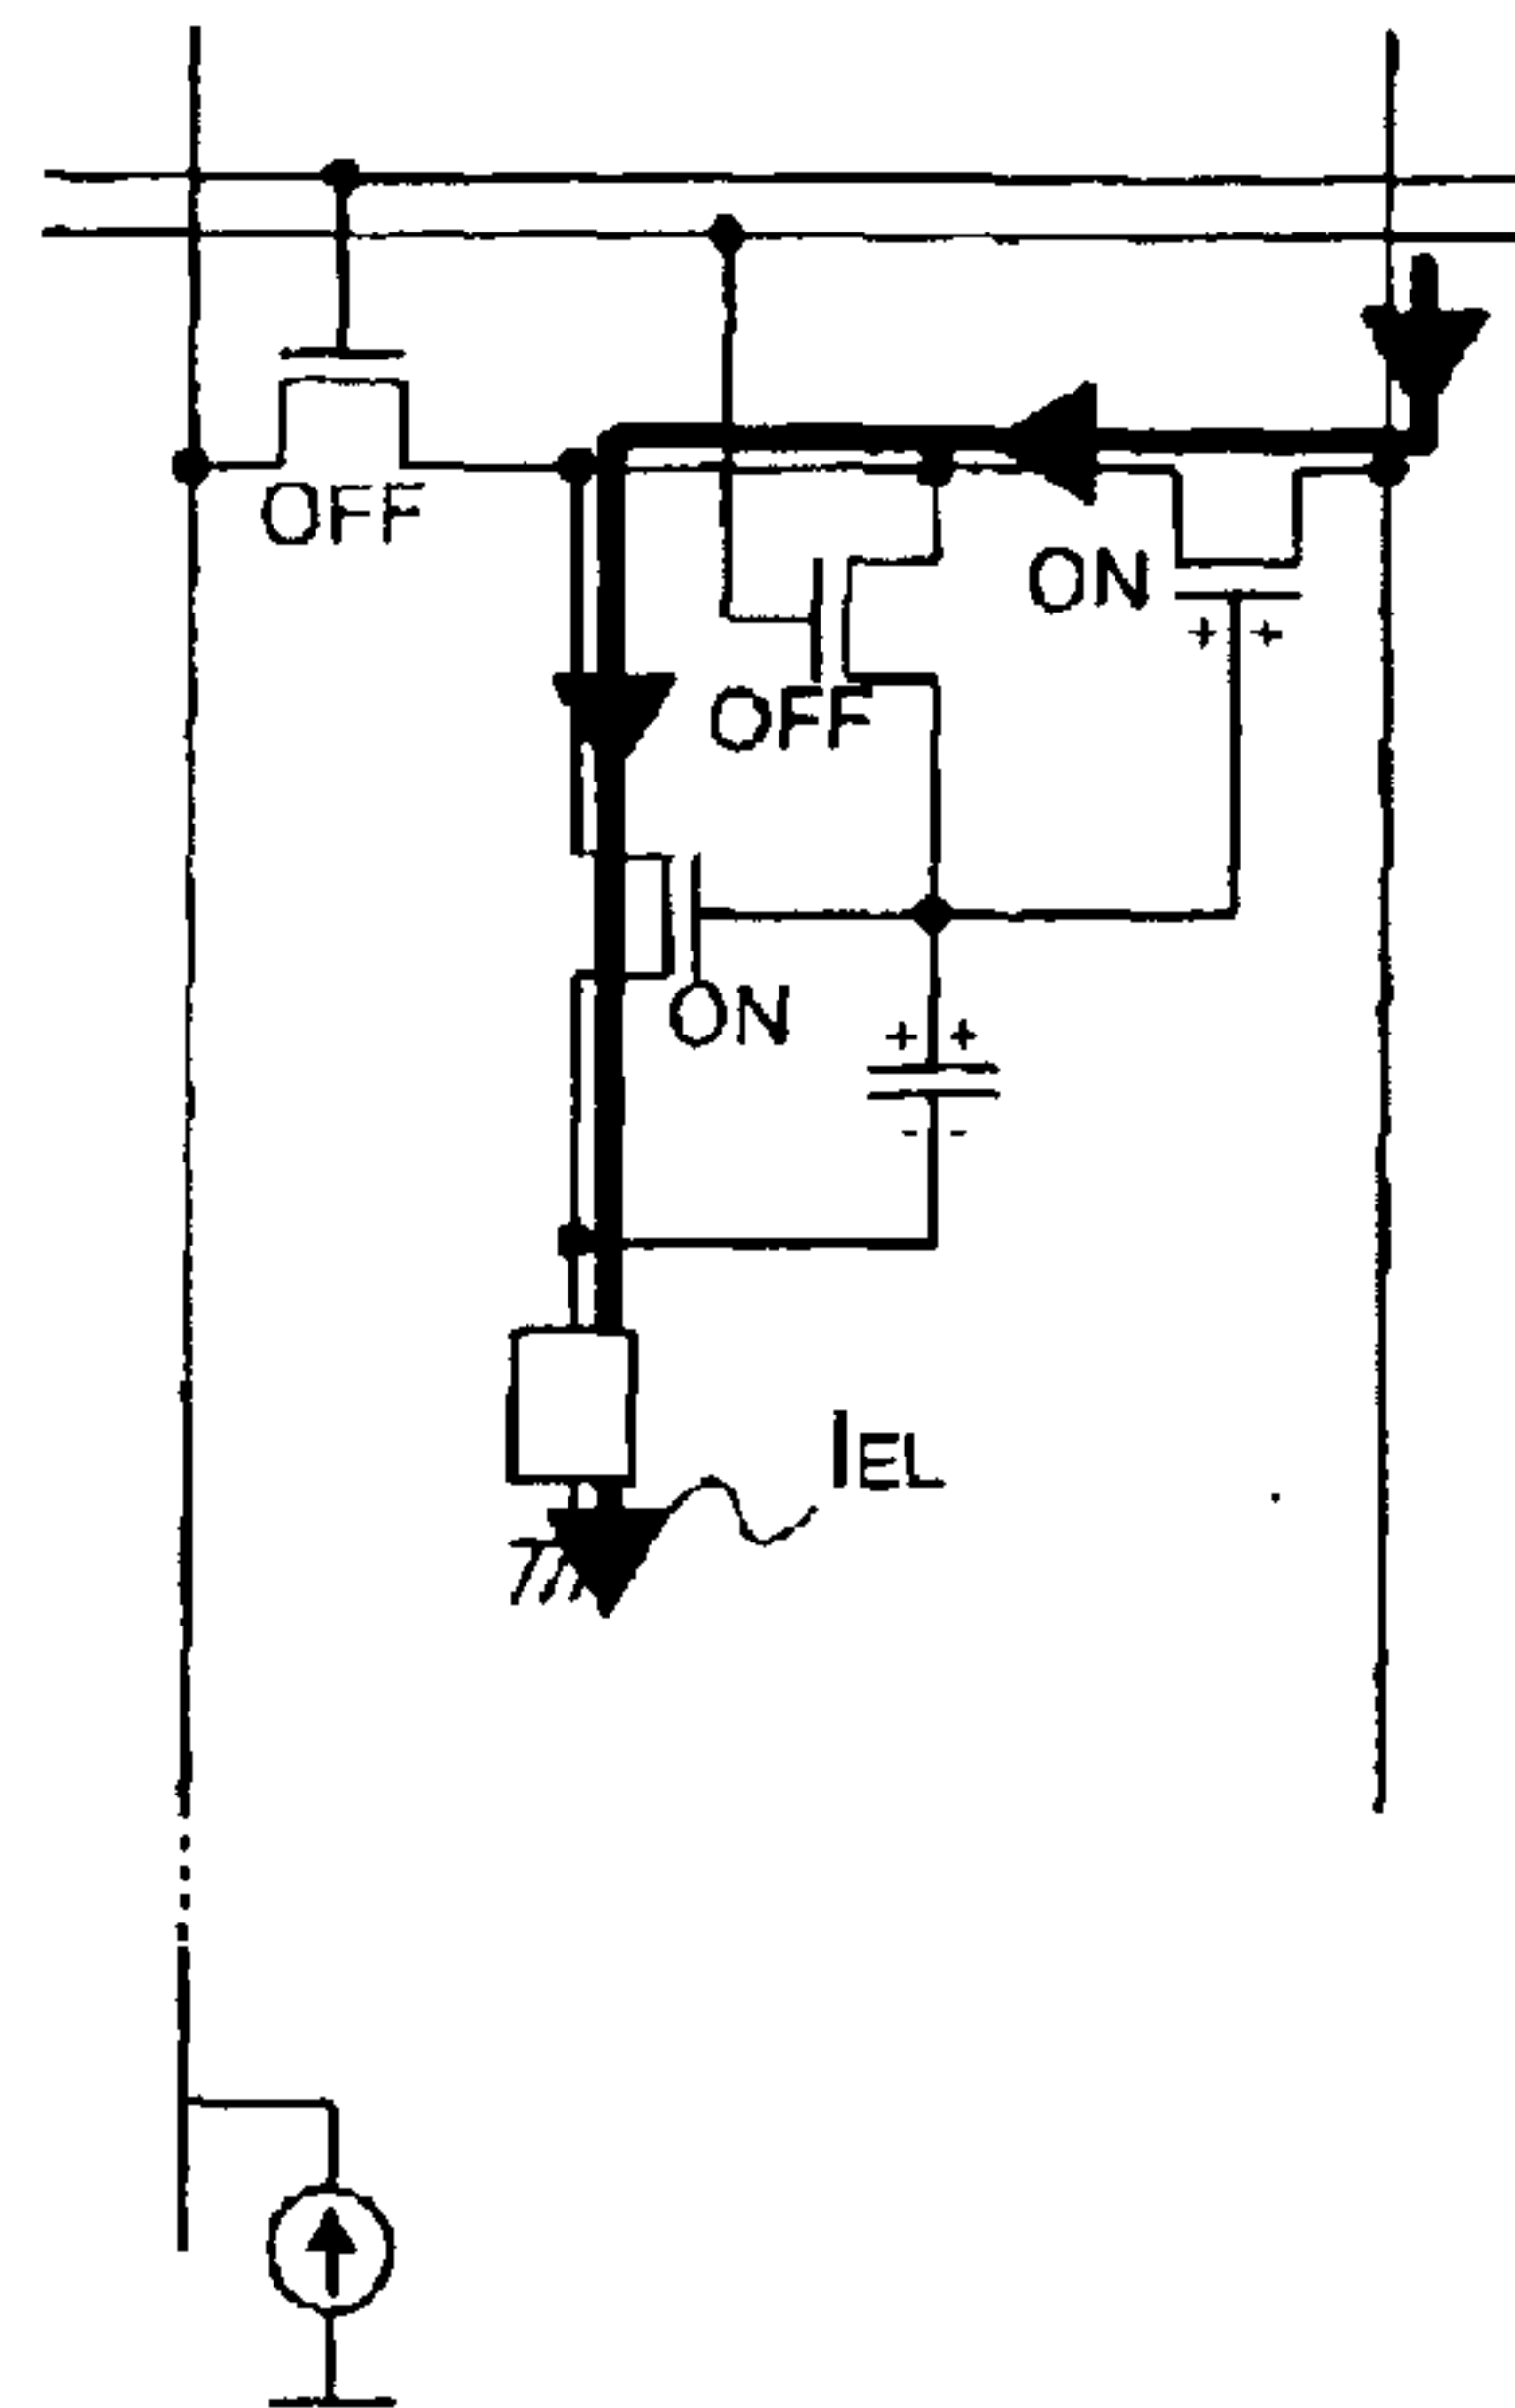 OFF
ON
+ +
OFF
ON
+ +
- -
IEL